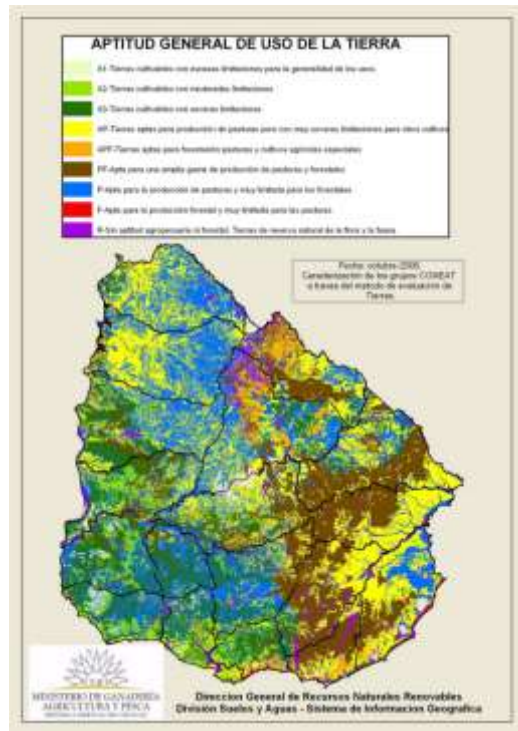 APTITUD GENERAL DE USO DE LA TIERRA
A1-Tierras cultivables con escasas limitaciones para la generalidad de los usos
A2-Tierras cultivables con moderadas limitaciones
A3-Tierras cultivables con severas limitaciones
AP-Tierras aptas para producción de pasturas pero con muy severas limitaciones para otros cultivos
APF-Tierras aptas para forestación pasturas y cultivos agrícolas especiales
PF-Apta para una amplia gama de producción de pasturas y forestales
P-Apta para la producción de pasturas y muy limitada para los forestales
F-Apta para la producción forestal y muy limitada para las pasturas
R-Sin aptitud agropecuaria ni forestal. Tierras de reserva natural de la flora y la fauna
Fecha: octubre-2006.
Caracterización de los grupos CONEAT
a traves del metodo de evaluación de
Tierras.
MINISTERIO DE GANADERIA
AGRICULTURA Y PESCA
Direccion General de Recursos Naturales Renovables
División Suelos y Aguas - Sistema de Informacion Geografica